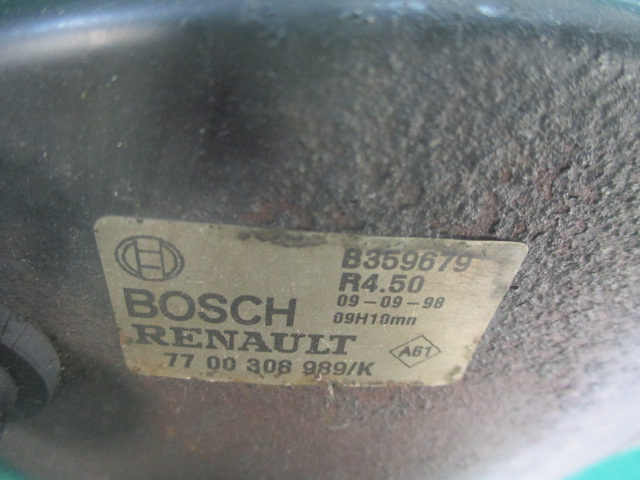 B359679
BOSCH R4.50
09-09-98
09H10mn
RENAULT
A61
77 00 308 989/K